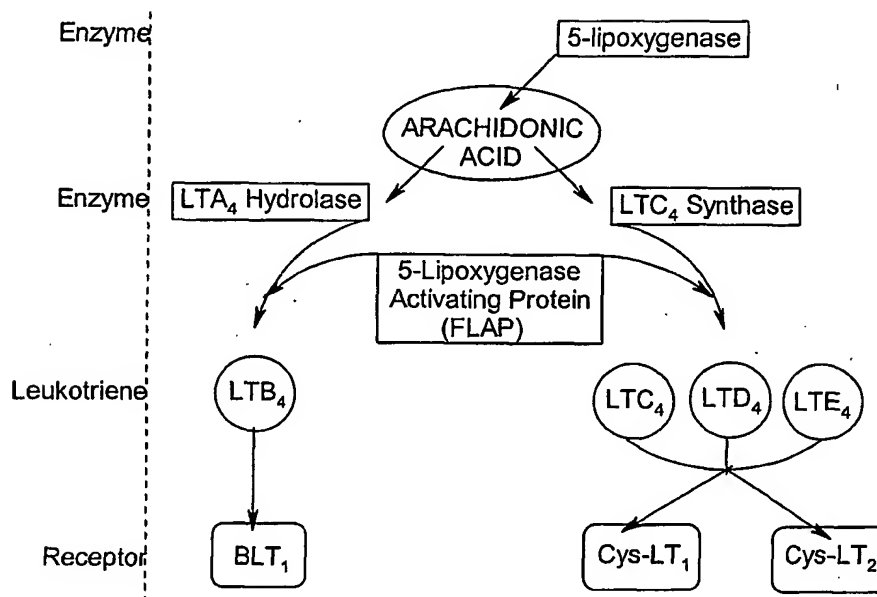 Enzyme
5-lipoxygenase
ARACHIDONIC
ACID
Enzyme
LTA₄ Hydrolase
LTC₄ Synthase
5-Lipoxygenase
Activating Protein
(FLAP)
Leukotriene
LTB₄
LTC₄
LTD₄
LTE₄
Receptor
BLT₁
Cys-LT₁
Cys-LT₂